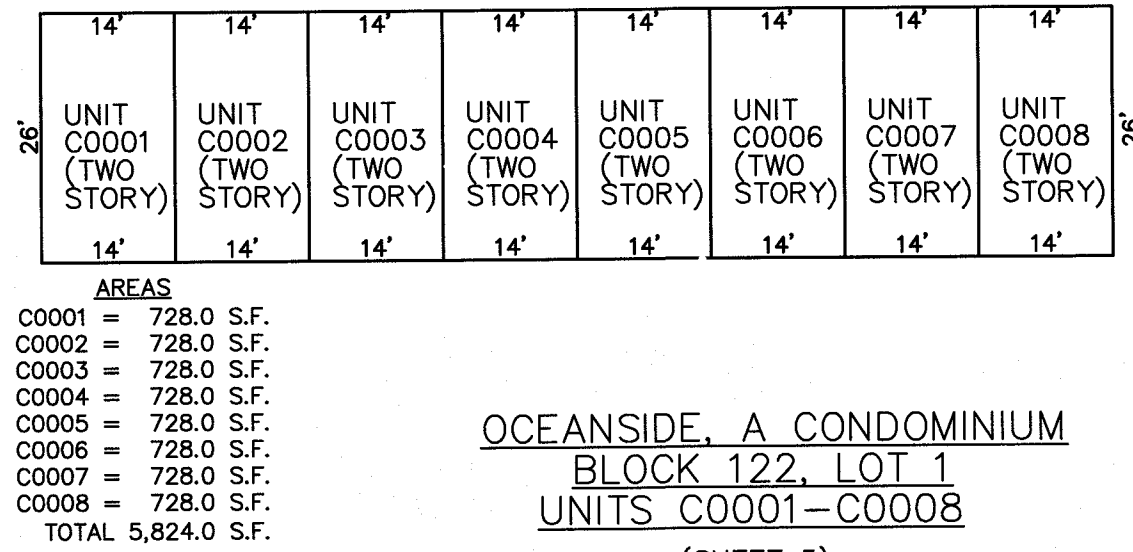 14' 14' 14' 14' 14' 14' 14' 14'
26'
UNIT
C0001
(TWO
STORY)
UNIT
C0002
(TWO
STORY)
UNIT
C0003
(TWO
STORY)
UNIT
C0004
(TWO
STORY)
UNIT
C0005
(TWO
STORY)
UNIT
C0006
(TWO
STORY)
UNIT
C0007
(TWO
STORY)
UNIT
C0008
(TWO
STORY)
26'
14' 14' 14' 14' 14' 14' 14' 14'
AREAS
C0001 = 728.0 S.F.
C0002 = 728.0 S.F.
C0003 = 728.0 S.F.
C0004 = 728.0 S.F.
C0005 = 728.0 S.F.
C0006 = 728.0 S.F.
C0007 = 728.0 S.F.
C0008 = 728.0 S.F.
TOTAL 5,824.0 S.F.
OCEANSIDE, A CONDOMINIUM
BLOCK 122, LOT 1
UNITS C0001-C0008